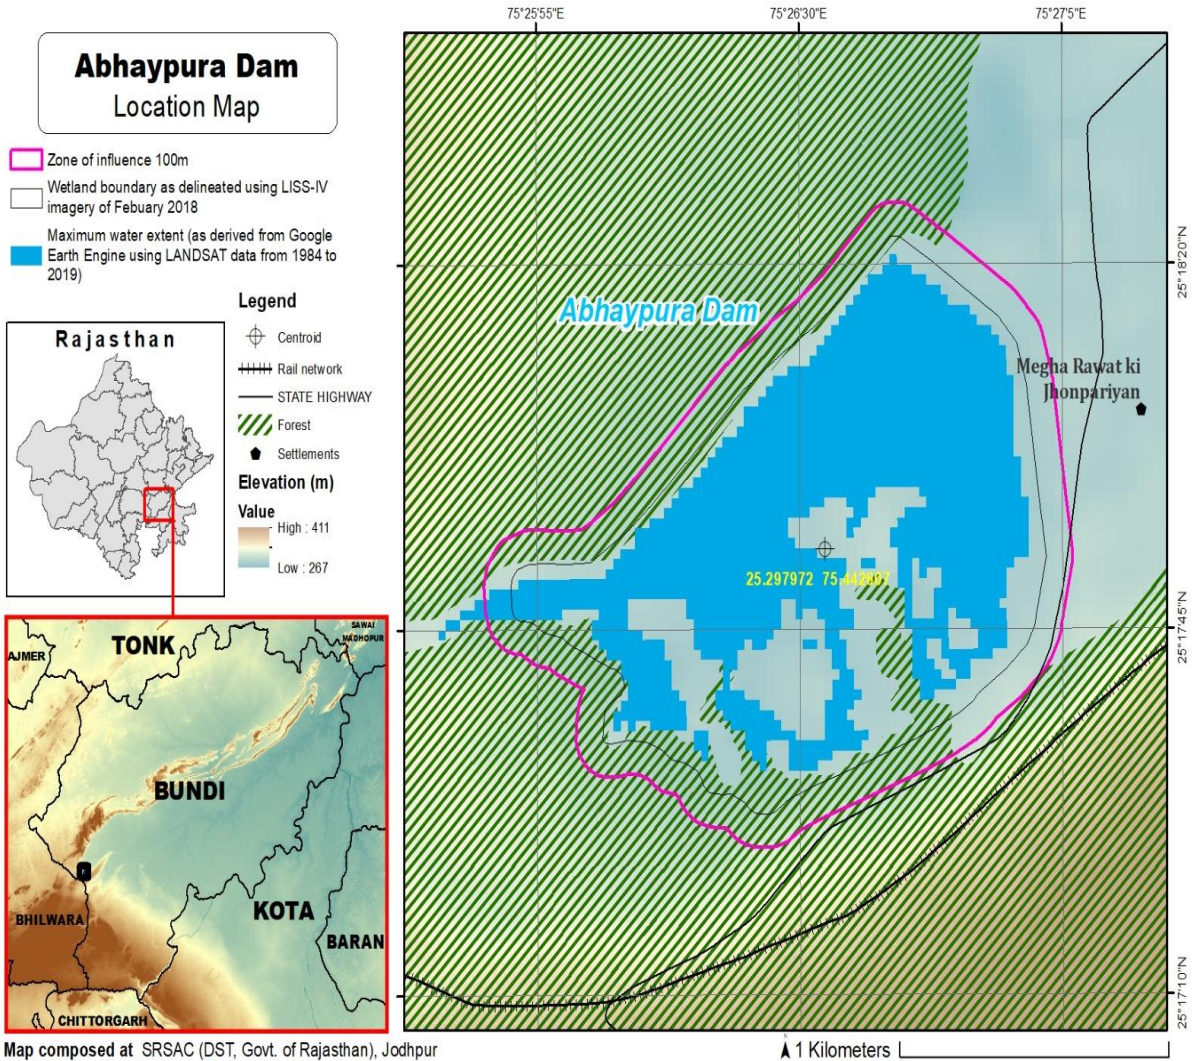 Abhaypura Dam
Location Map
Zone of influence 100m
Wetland boundary as delineated using LISS-IV
imagery of Febuary 2018
Maximum water extent (as derived from Google
Earth Engine using LANDSAT data from 1984 to
2019)
Legend
Centroid
Rail network
STATE HIGHWAY
Forest
Settlements
Elevation (m)
Value
High : 411
Low : 267
Rajasthan
TONK
SAWAI
MADHOPUR
AJMER
BUNDI
BHILWARA
KOTA
BARAN
CHITTORGARH
75°25'55"E
75°26'30"E
75°27'5"E
25°18'20"N
25°17'45"N
25°17'10"N
Abhaypura Dam
Megha Rawat ki
Jhonpariyan
25.297972
Map composed at SRSAC (DST, Govt. of Rajasthan), Jodhpur
1 Kilometers